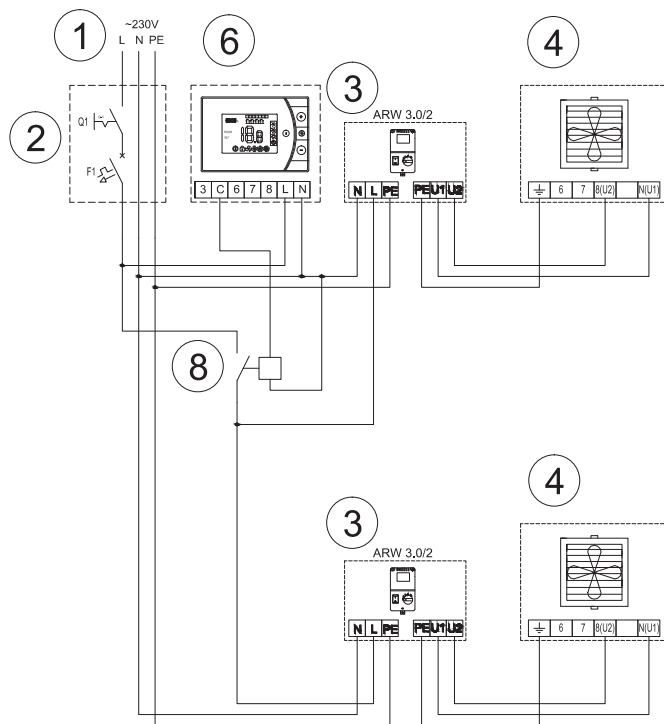 1
~230V
L N PE
6
3
4
2
Q1
F1
ARW 3.0/2
3 C 6 7 8 L N
N L PE PE U1 U2
6 7 8(U2) N(U1)
8
4
3
ARW 3.0/2
N L PE PE U1 U2
6 7 8(U2) N(U1)